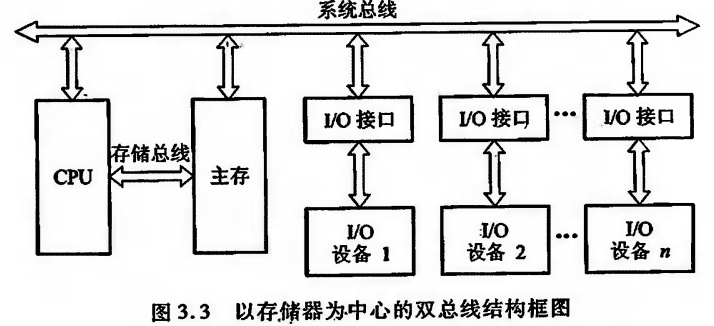 系统总线
I/O 接口
I/O 接口
···
I/O 接口
存储总线
CPU
主存
I/O
设备 1
I/O
设备 2
···
I/O
设备 n
图 3.3 以存储器为中心的双总线结构框图